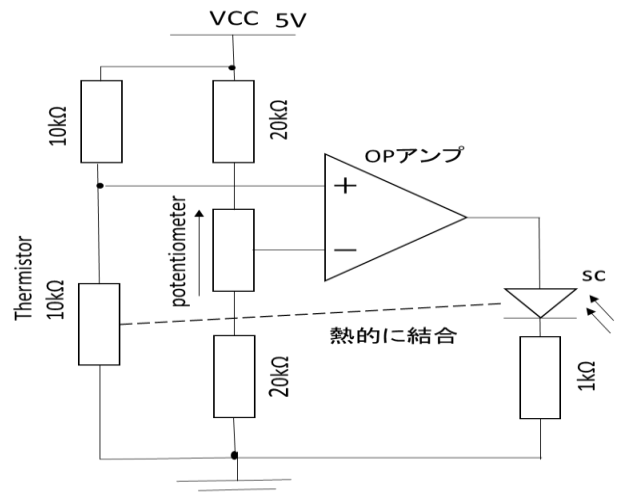 VCC 5V
10kΩ
20kΩ
OPアンプ
+
−
potentiometer
Thermistor
10kΩ
sc
熱的に結合
20kΩ
1kΩ